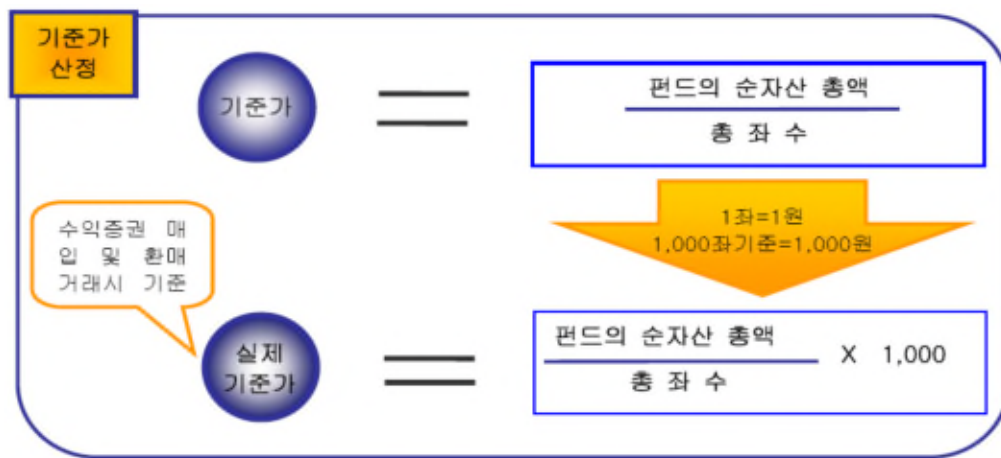 기준가
산정
기준가
펀드의 순자산 총액
총 좌 수
1좌=1원
1,000좌기준=1,000원
수익증권 매
입 및 환매
거래시 기준
실제
기준가
펀드의 순자산 총액
총 좌 수
X 1,000